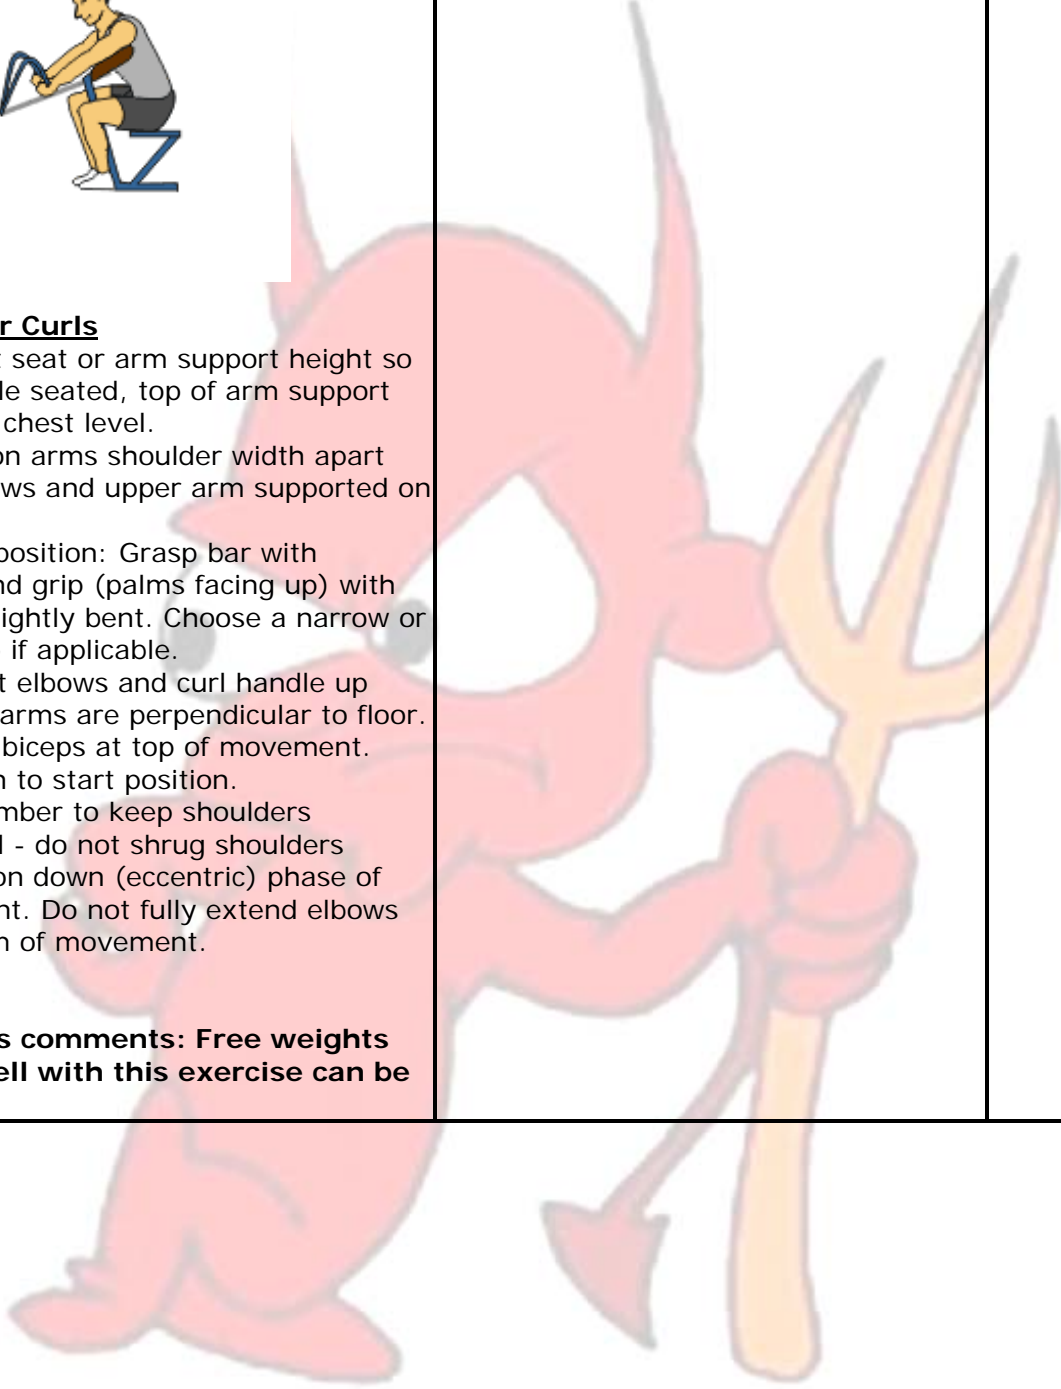 r Curls
t seat or arm support height so
le seated, top of arm support
chest level.
on arms shoulder width apart
ws and upper arm supported on
position: Grasp bar with
nd grip (palms facing up) with
ightly bent. Choose a narrow or
if applicable.
t elbows and curl handle up
arms are perpendicular to floor.
biceps at top of movement.
n to start position.
mber to keep shoulders
d - do not shrug shoulders
on down (eccentric) phase of
nt. Do not fully extend elbows
n of movement.
s comments: Free weights
ell with this exercise can be